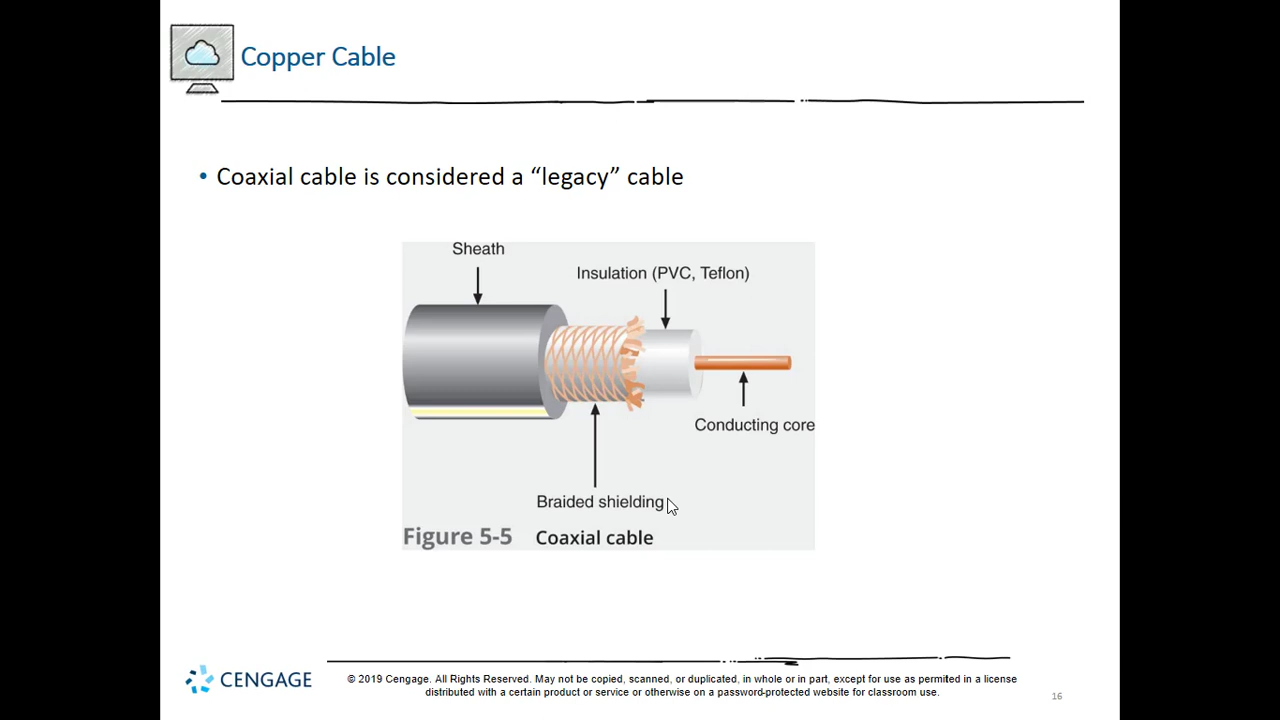 Copper Cable
• Coaxial cable is considered a “legacy” cable
Sheath
Insulation (PVC, Teflon)
Conducting core
Braided shielding
Figure 5-5 Coaxial cable
CENGAGE
© 2019 Cengage. All Rights Reserved. May not be copied, scanned, or duplicated, in whole or in part, except for use as permitted in a license
distributed with a certain product or service or otherwise on a password-protected website for classroom use.
16